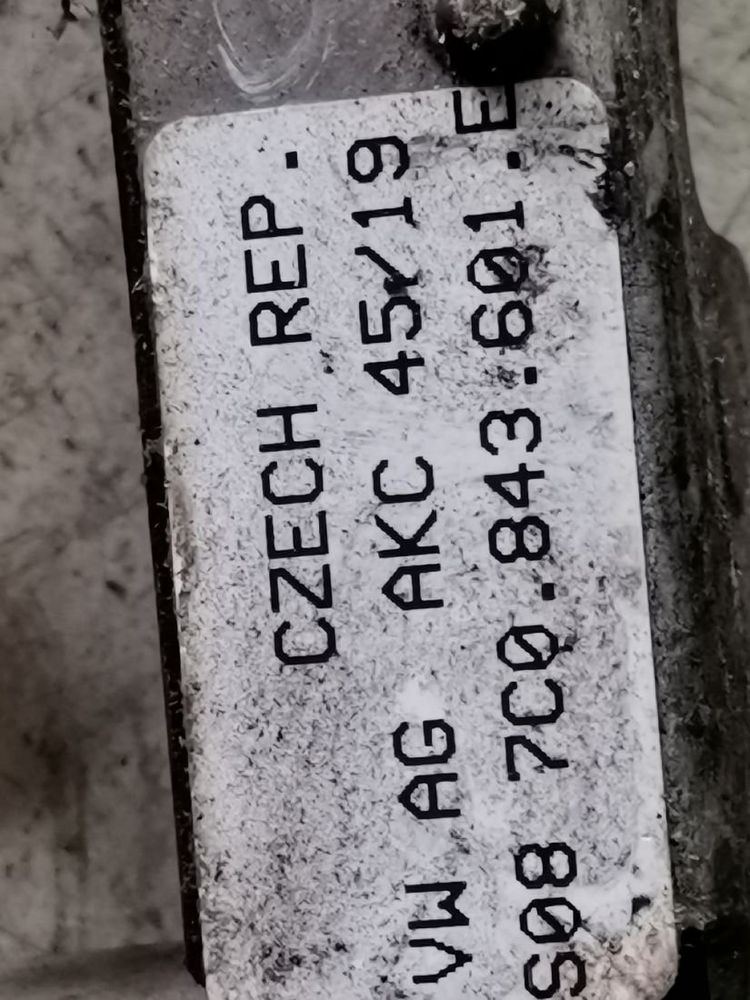 CZECH REP.
VW AG AKC 45/19
S08 7C0.843.601.E